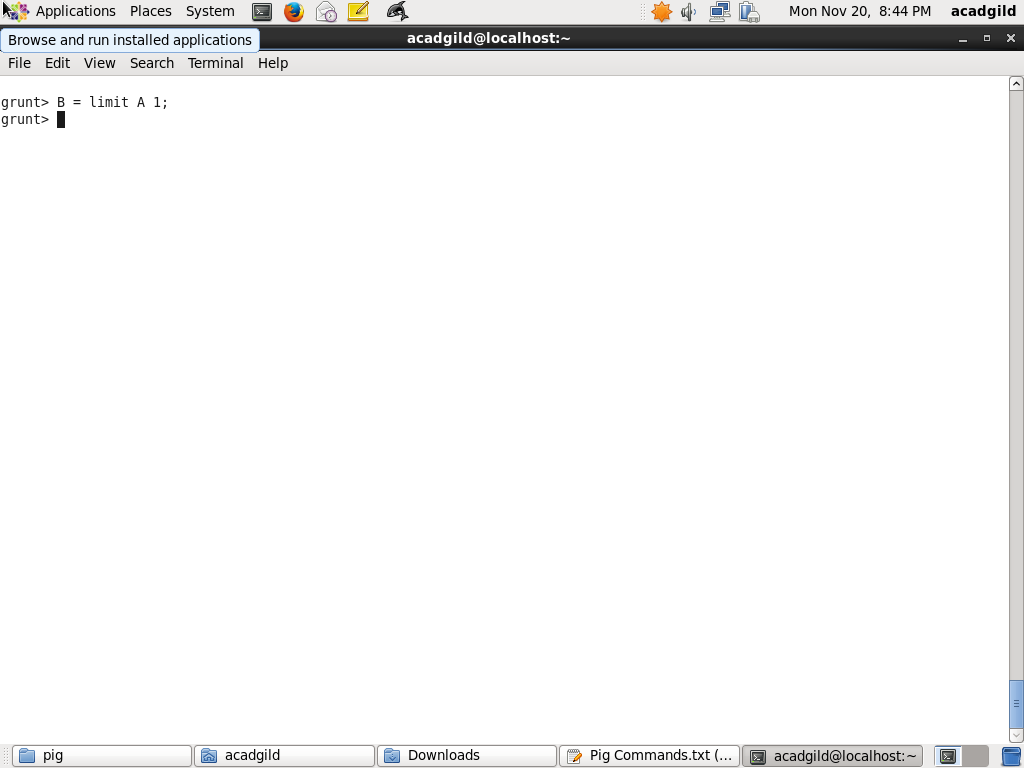 Applications Places System Mon Nov 20, 8:44 PM acadgild
Browse and run installed applications
acadgild@localhost:~
File Edit View Search Terminal Help
grunt> B = limit A 1;
grunt>
pig acadgild Downloads Pig Commands.txt (... acadgild@localhost:~